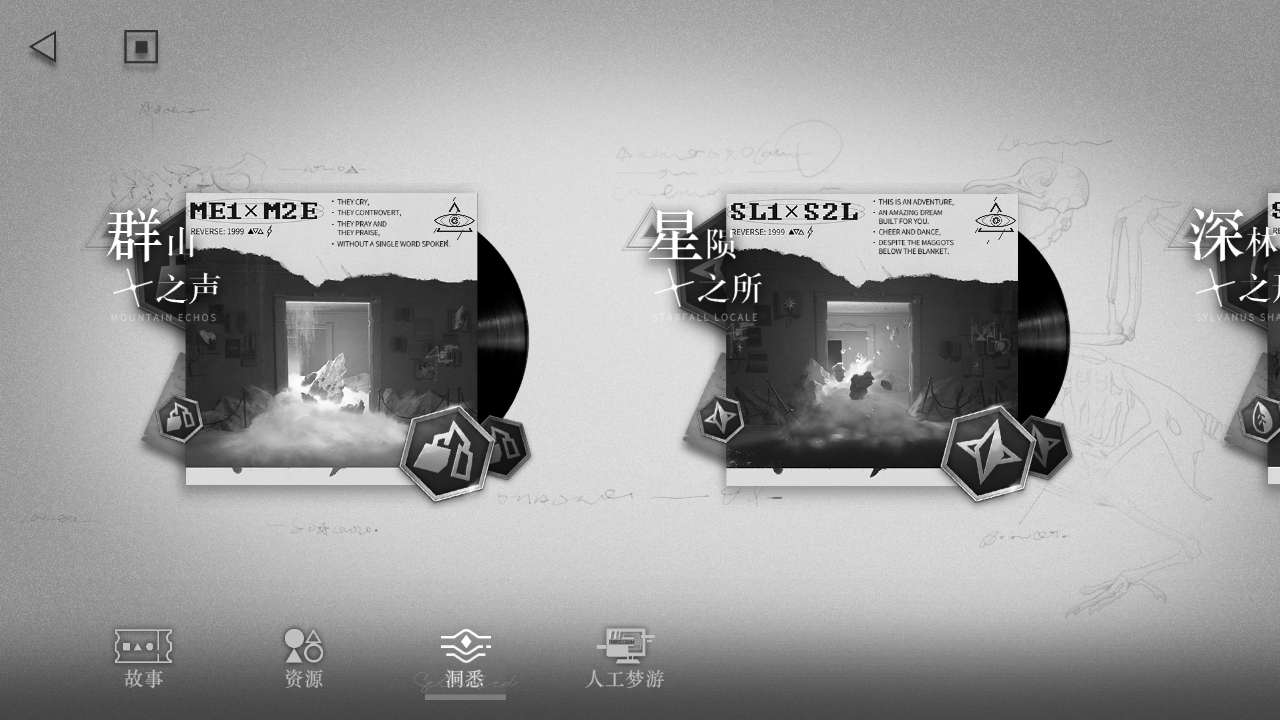 ME1×M2E
REVERSE: 1999
· THEY CRY,
· THEY CONTROVERT,
· THEY PRAY AND
THEY PRAISE,
· WITHOUT A SINGLE WORD SPOKEN.
群山
之声
MOUNTAIN ECHOS
SL1×S2L
REVERSE: 1999
· THIS IS AN ADVENTURE,
· AN AMAZING DREAM
BUILT FOR YOU.
· CHEER AND DANCE,
· DESPITE THE MAGGOTS
BELOW THE BLANKET.
星陨
之所
STARFALL LOCALE
深林
之
SYLVANUS SHA
故事
资源
洞悉
人工梦游